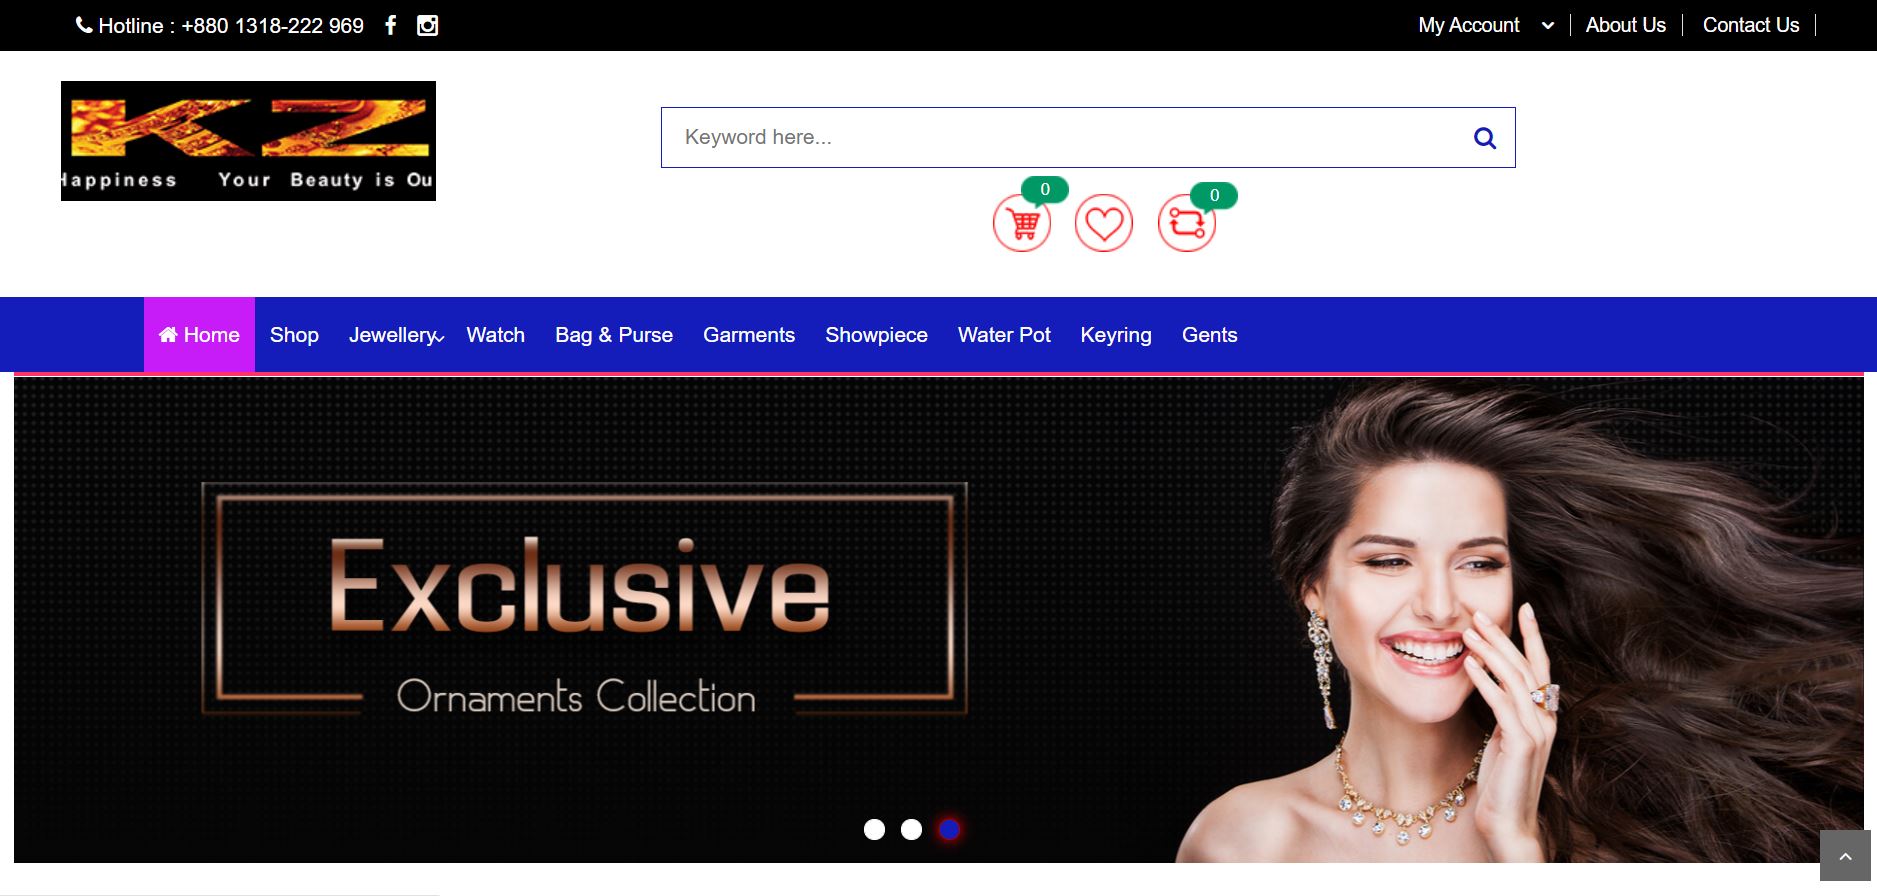 Hotline : +880 1318-222 969
My Account
About Us
Contact Us
KZ
Happiness Your Beauty is Ou
Keyword here...
0
0
Home
Shop
Jewellery
Watch
Bag & Purse
Garments
Showpiece
Water Pot
Keyring
Gents
Exclusive
Ornaments Collection